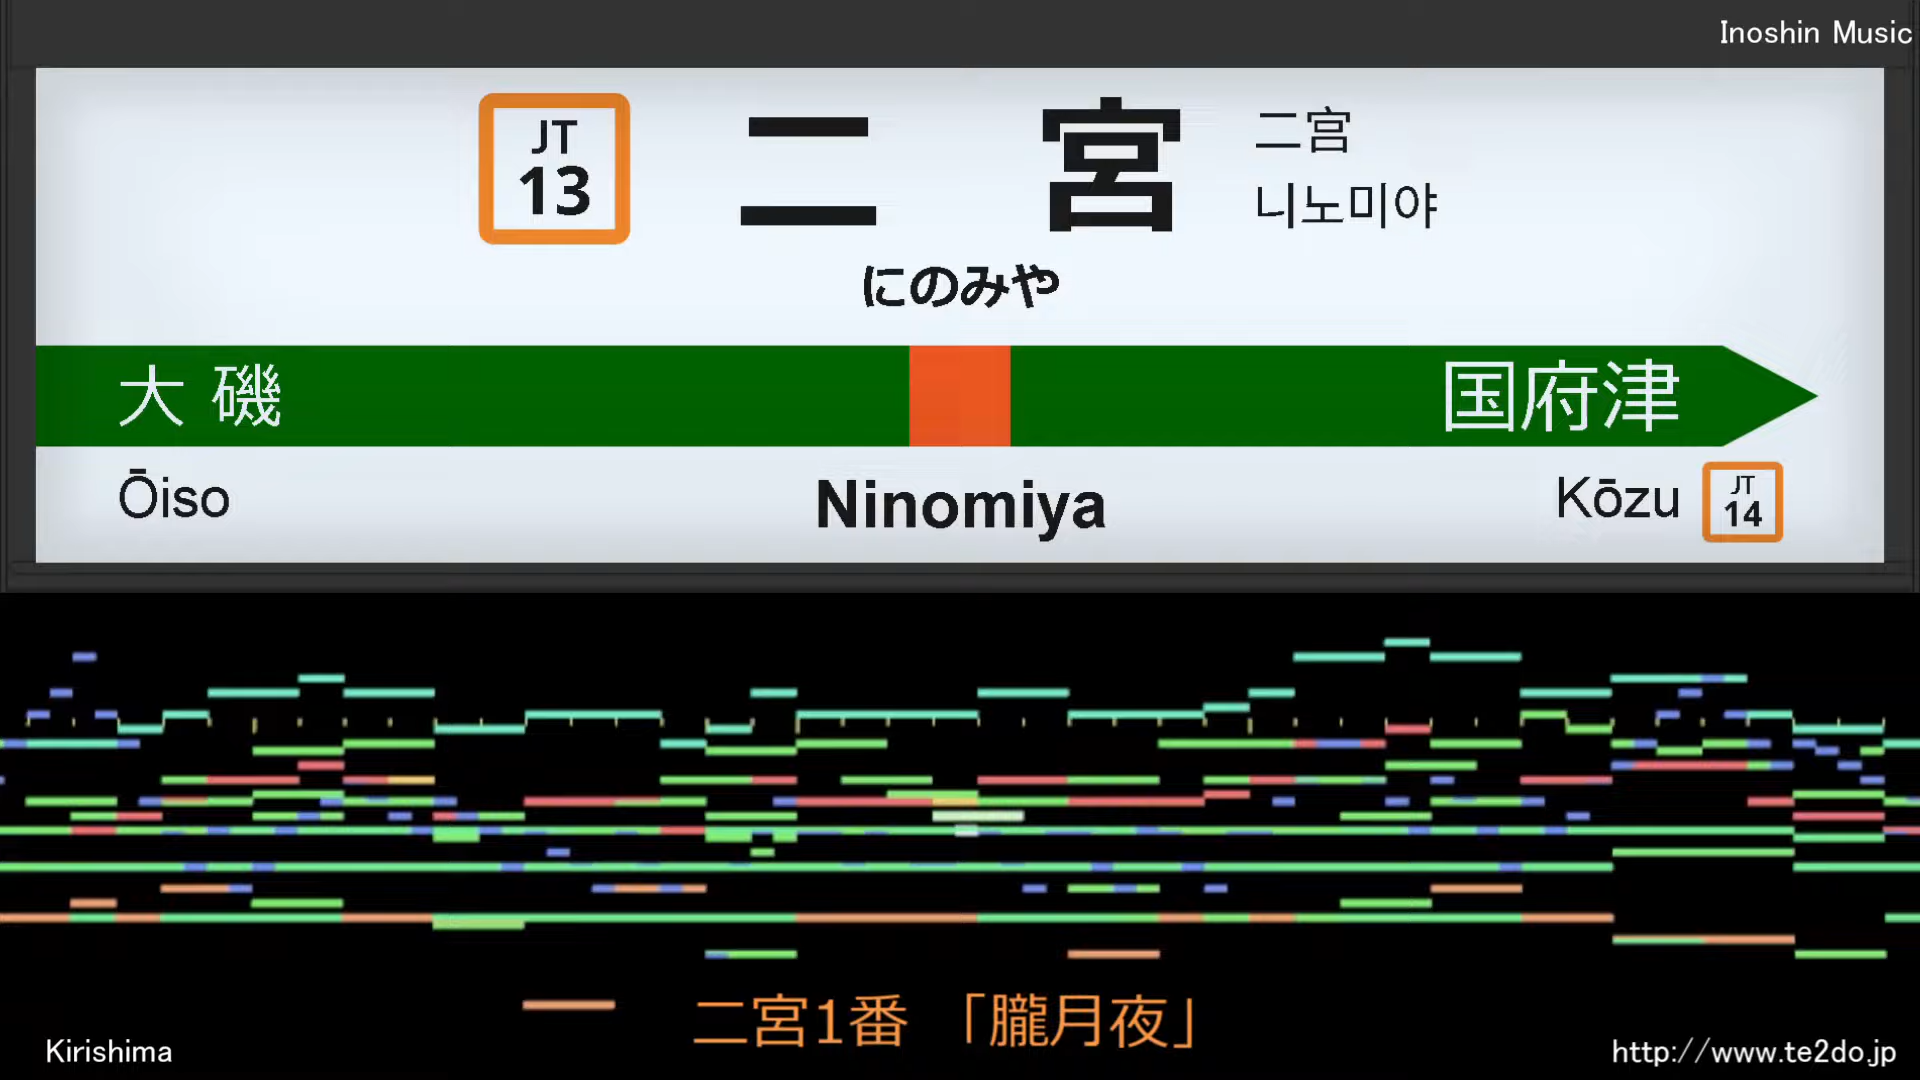 Inoshin Music
JT
13
二宮
二宫
니노미야
にのみや
大磯
国府津
Ōiso
Ninomiya
Kōzu
JT
14
二宮1番 「朧月夜」
Kirishima
http://www.te2do.jp